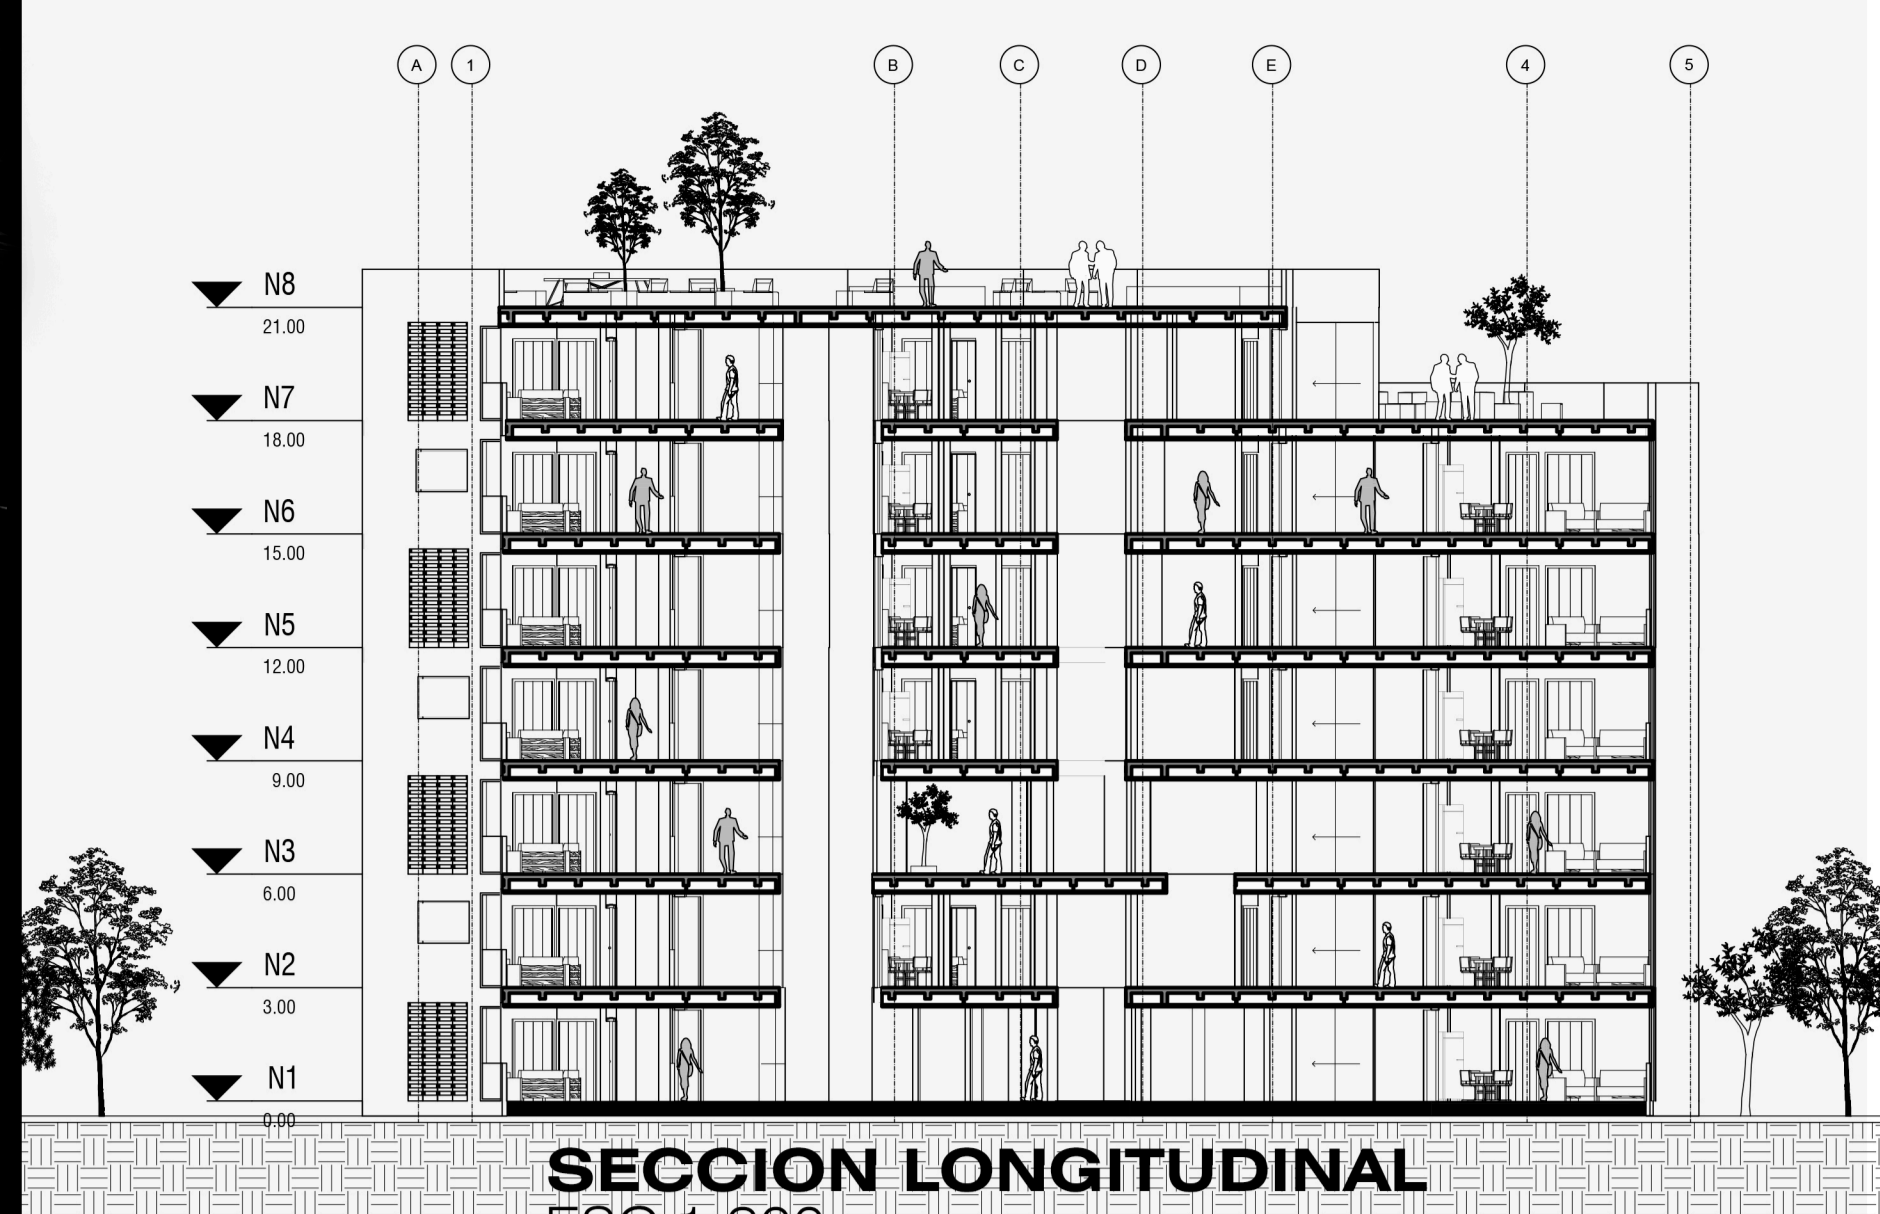 A 1 B C D E 4 5
N8
21.00
N7
18.00
N6
15.00
N5
12.00
N4
9.00
N3
6.00
N2
3.00
N1
0.00
SECCION LONGITUDINAL